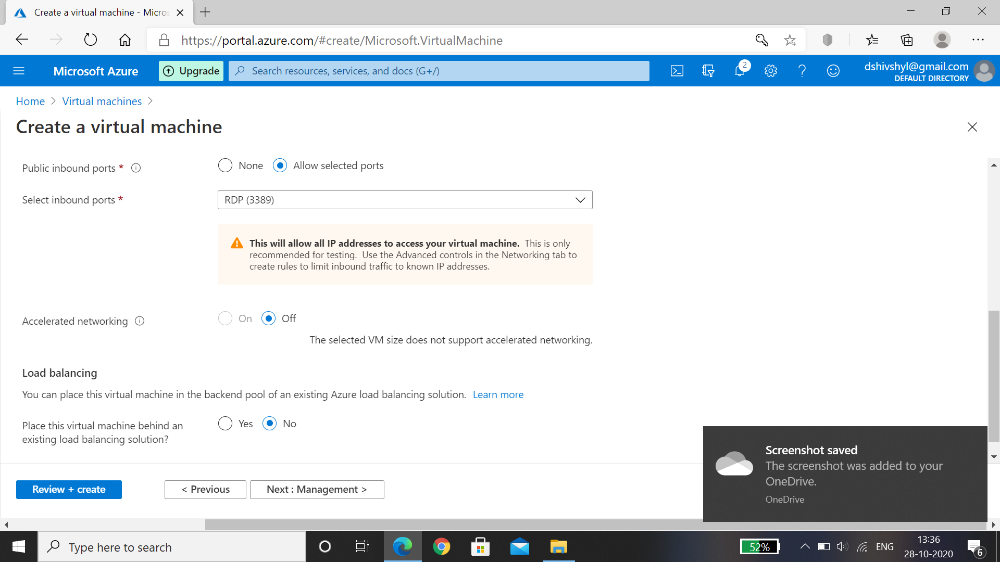 Create a virtual machine - Micros
https://portal.azure.com/#create/Microsoft.VirtualMachine
Microsoft Azure
Upgrade
Search resources, services, and docs (G+/)
2
dshivshyl@gmail.com
DEFAULT DIRECTORY
Home > Virtual machines >
Create a virtual machine
Public inbound ports *
None
Allow selected ports
Select inbound ports *
RDP (3389)
This will allow all IP addresses to access your virtual machine. This is only
recommended for testing. Use the Advanced controls in the Networking tab to
create rules to limit inbound traffic to known IP addresses.
Accelerated networking
On
Off
The selected VM size does not support accelerated networking.
Load balancing
You can place this virtual machine in the backend pool of an existing Azure load balancing solution. Learn more
Place this virtual machine behind an
existing load balancing solution?
Yes
No
Screenshot saved
The screenshot was added to your
OneDrive.
OneDrive
Review + create
< Previous
Next : Management >
Type here to search
52%
ENG
13:36
28-10-2020
6